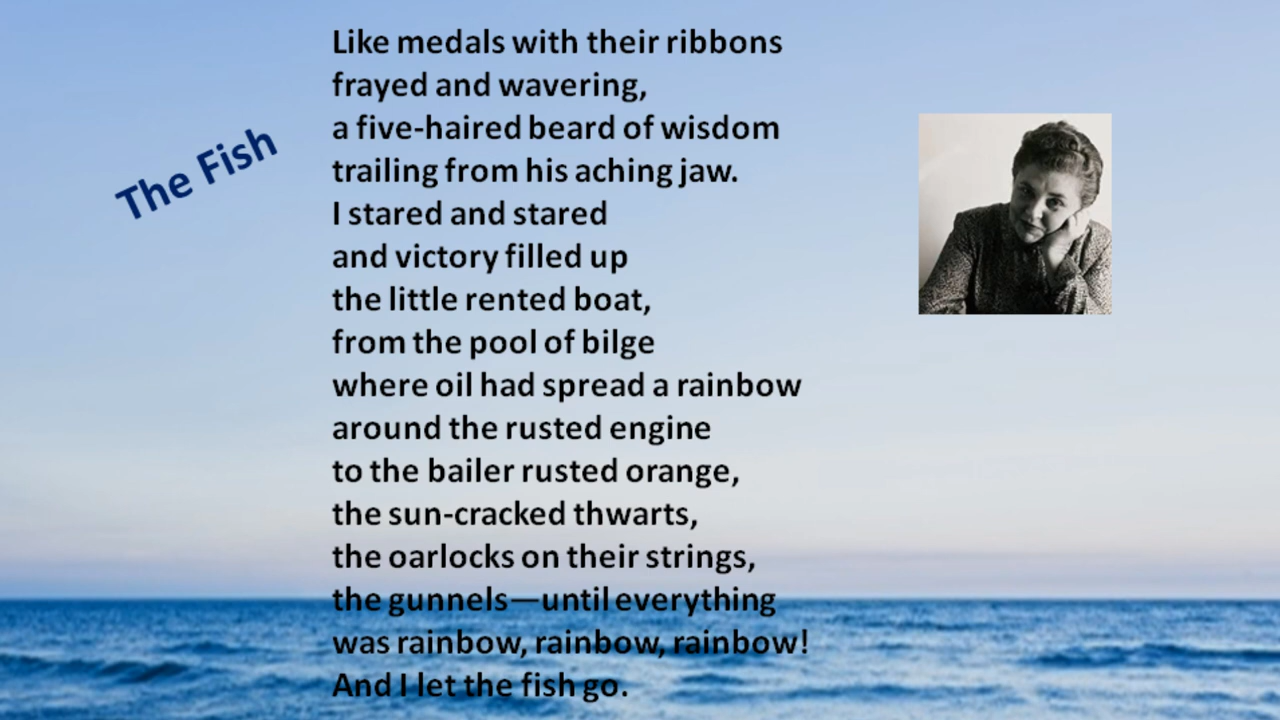 The Fish
Like medals with their ribbons
frayed and wavering,
a five-haired beard of wisdom
trailing from his aching jaw.
I stared and stared
and victory filled up
the little rented boat,
from the pool of bilge
where oil had spread a rainbow
around the rusted engine
to the bailer rusted orange,
the sun-cracked thwarts,
the oarlocks on their strings,
the gunnels—until everything
was rainbow, rainbow, rainbow!
And I let the fish go.